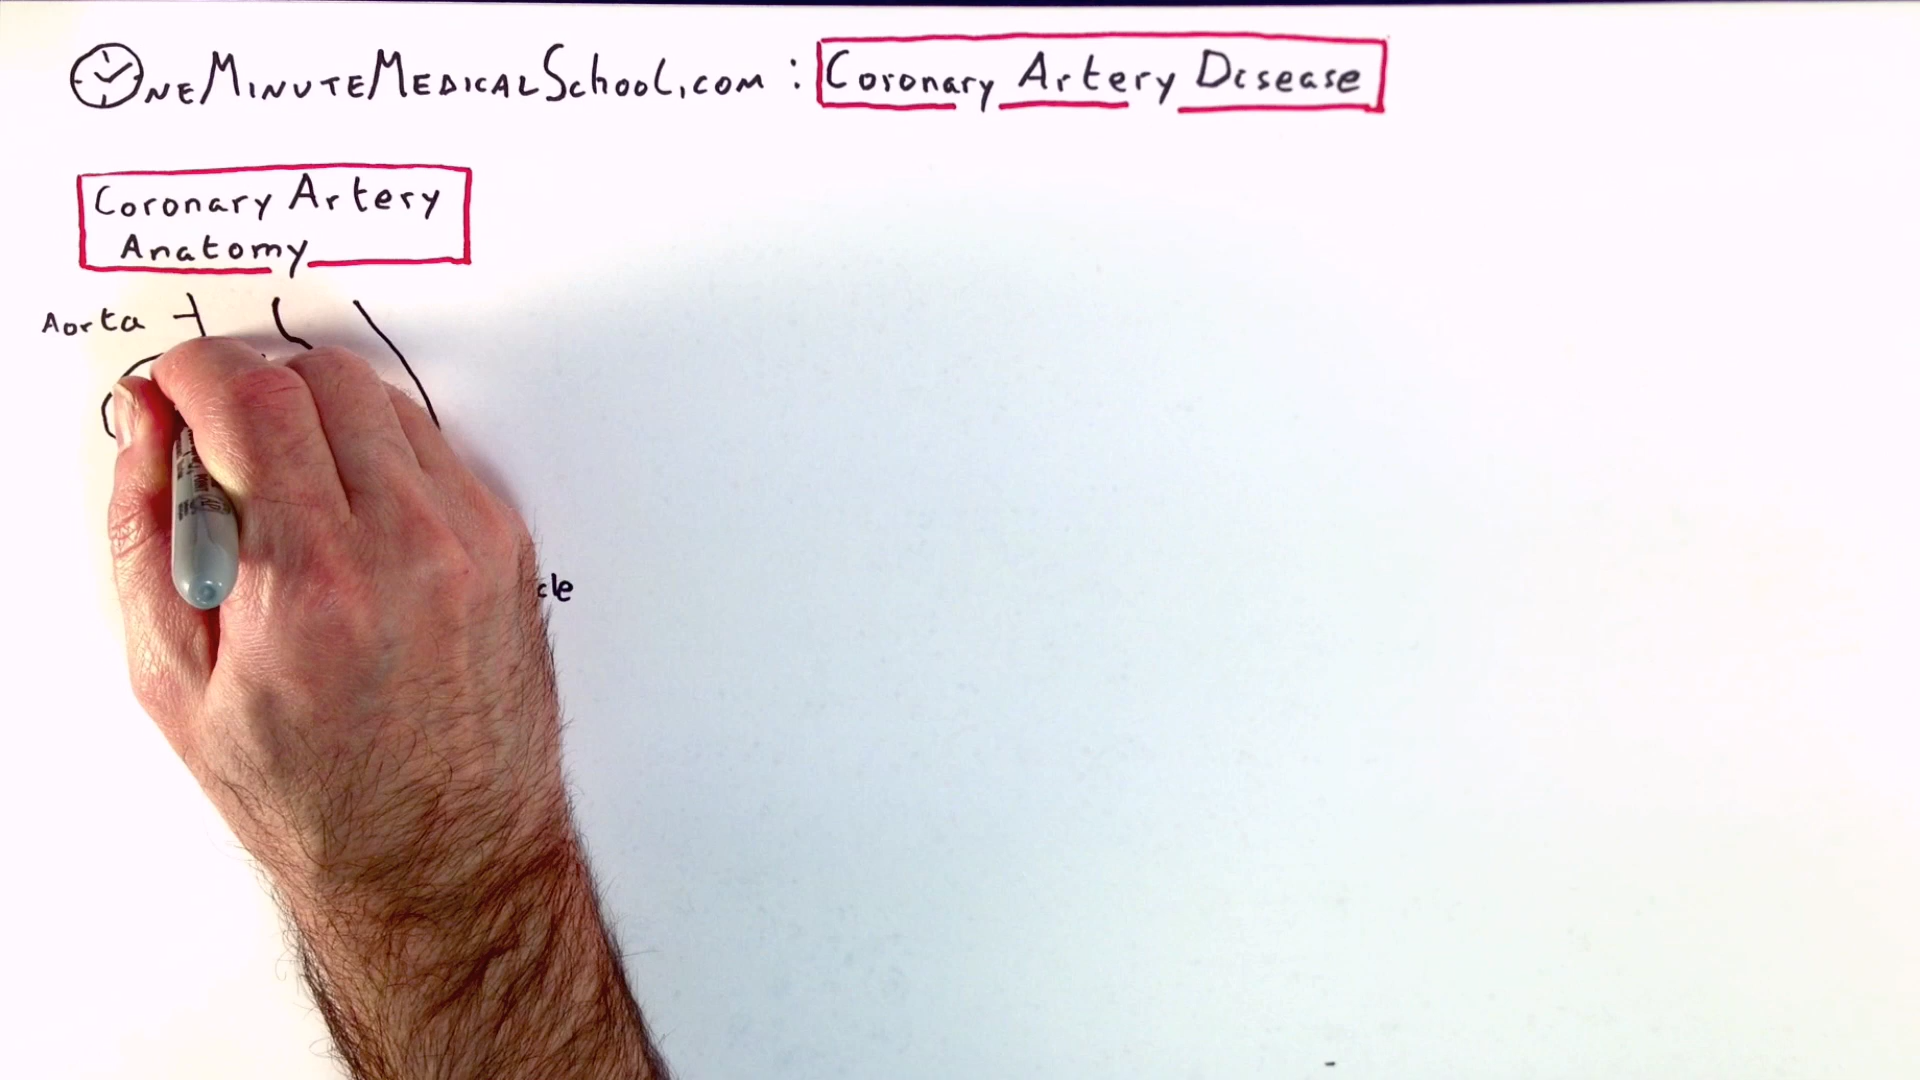 OneMinuteMedicalSchool.com : Coronary Artery Disease
Coronary Artery
Anatomy
Aorta
cle